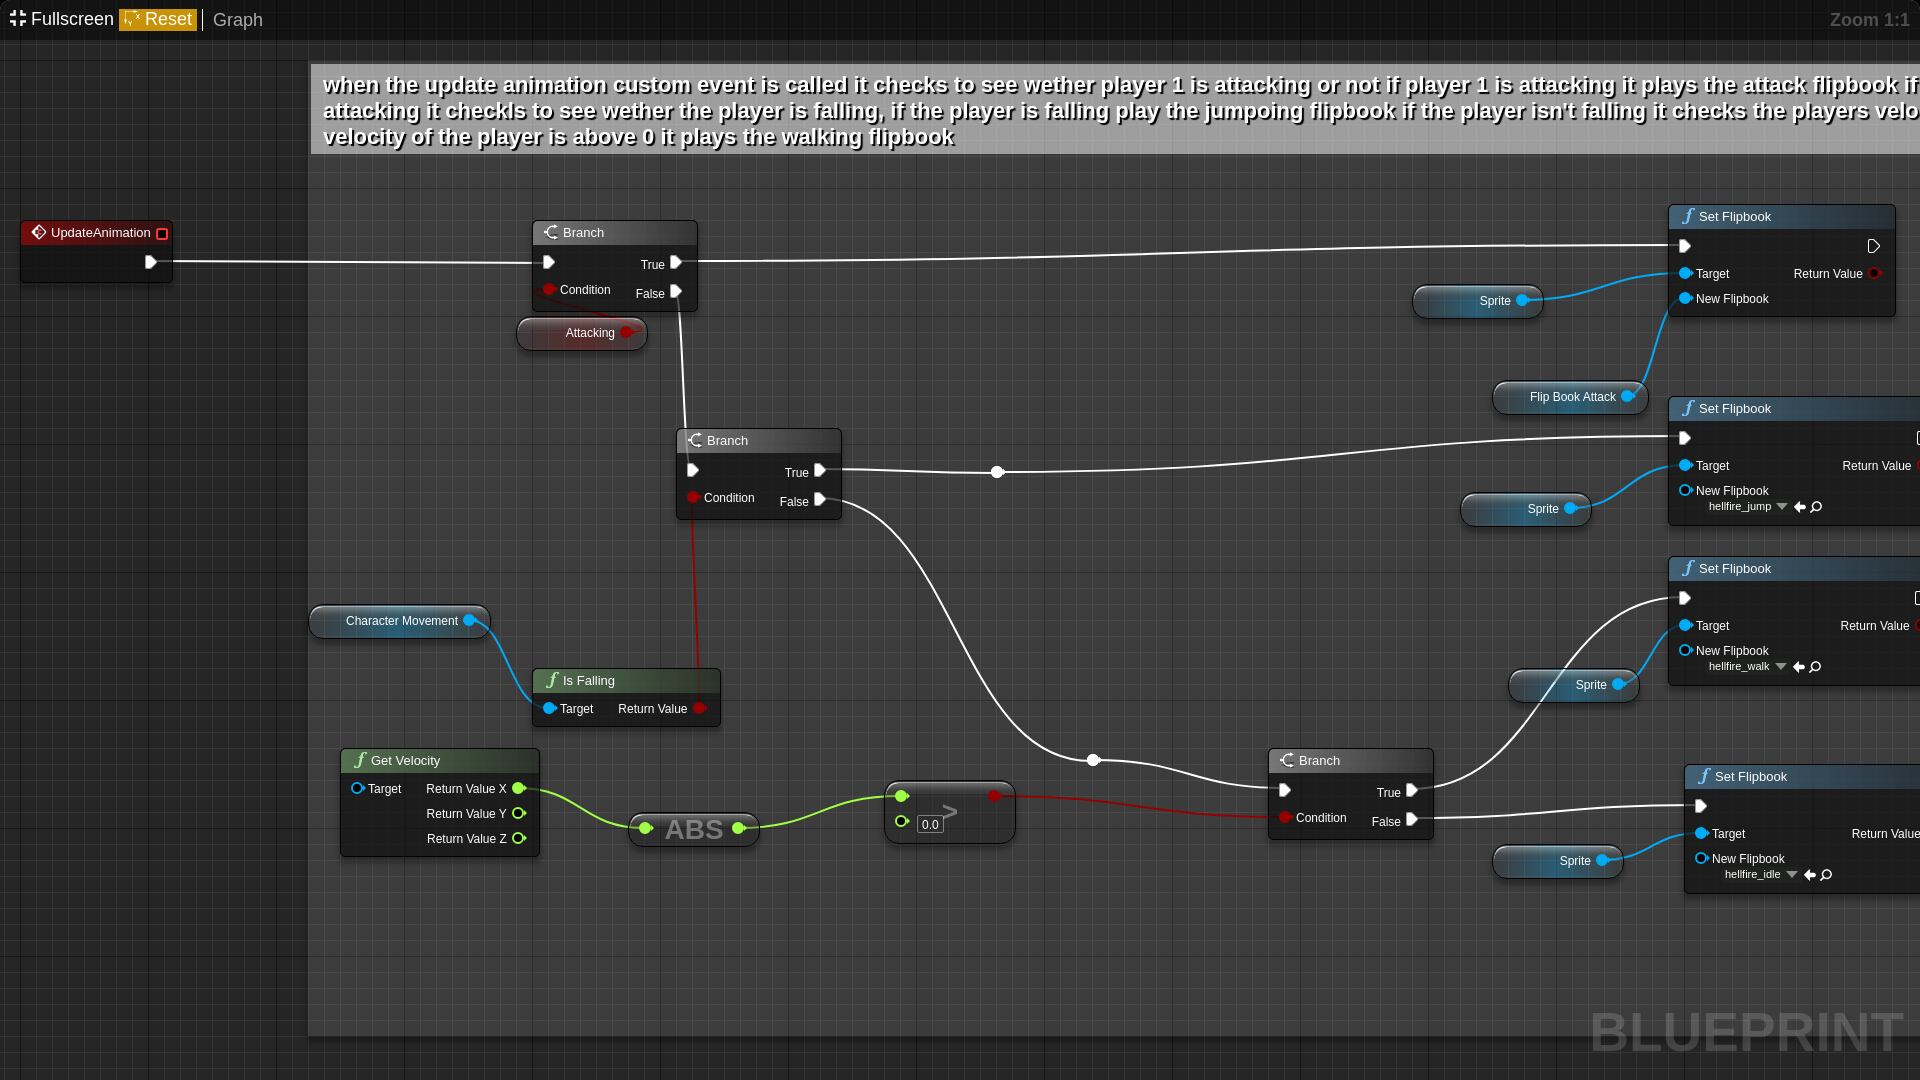 Fullscreen Reset Graph Zoom 1:1
when the update animation custom event is called it checks to see wether player 1 is attacking or not if player 1 is attacking it plays the attack flipbook if
attacking it checkls to see wether the player is falling, if the player is falling play the jumpoing flipbook if the player isn't falling it checks the players velo
velocity of the player is above 0 it plays the walking flipbook
UpdateAnimation
Branch
True
Condition
False
Attacking
Set Flipbook
Target Return Value
New Flipbook
Sprite
Flip Book Attack
Branch
True
Condition
False
Set Flipbook
Target Return Value
New Flipbook
hellfire_jump
Sprite
Set Flipbook
Target Return Value
New Flipbook
hellfire_walk
Sprite
Character Movement
Is Falling
Target Return Value
Get Velocity
Target Return Value X
Return Value Y
Return Value Z
ABS
>
0.0
Branch
True
Condition
False
Set Flipbook
Target Return Value
New Flipbook
hellfire_idle
Sprite
BLUEPRINT